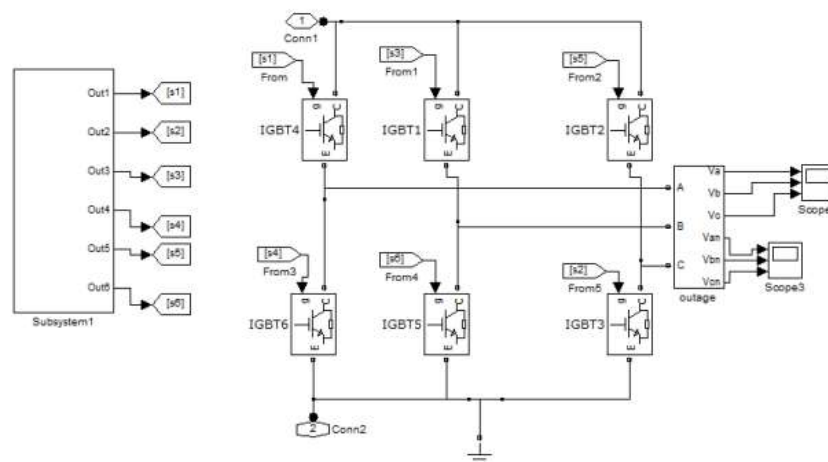 1
Conn1
[s1]
From
[s3]
From1
[s5]
From2
Out1
[s1]
Out2
[s2]
Out3
[s3]
Out4
[s4]
Out5
[s5]
Out6
[s6]
Subsystem1
g
C
IGBT4
E
g
C
IGBT1
E
g
C
IGBT2
E
A
B
C
Va
Vb
Vc
Van
Vbn
Vcn
outage
Scope
Scope3
[s4]
From3
[s6]
From4
[s2]
From5
g
C
IGBT6
E
g
C
IGBT5
E
g
C
IGBT3
E
2
Conn2